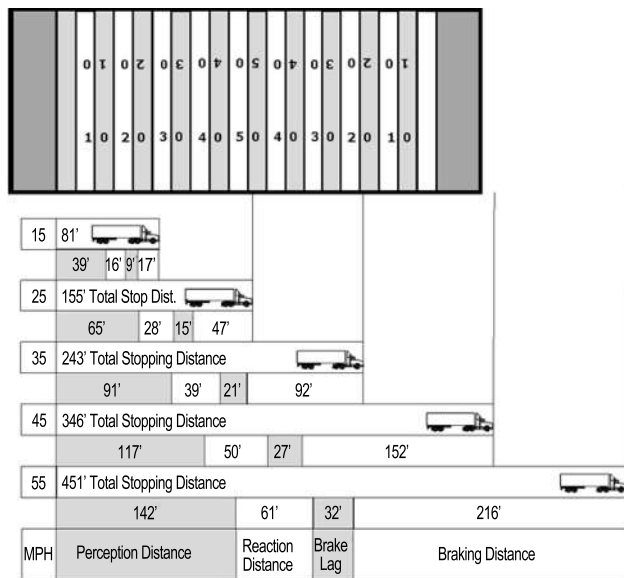 0 1 0 2 0 3 0 4 0 5 0 4 0 3 0 2 0 1
1 0 2 0 3 0 4 0 5 0 4 0 3 0 2 0 1 0
15 81’
39’ 16’ 9’ 17’
25 155’ Total Stop Dist.
65’ 28’ 15’ 47’
35 243’ Total Stopping Distance
91’ 39’ 21’ 92’
45 346’ Total Stopping Distance
117’ 50’ 27’ 152’
55 451’ Total Stopping Distance
142’ 61’ 32’ 216’
MPH Perception Distance Reaction Distance Brake Lag Braking Distance